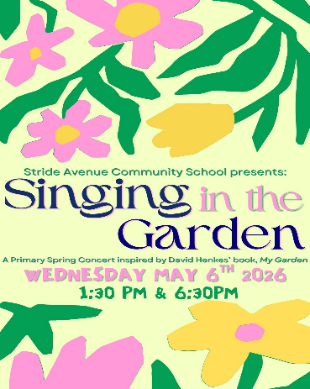 Stride Avenue Community School presents:
Singing in the
Garden
A Primary Spring Concert inspired by David Henkes' book, My Garden
WEDNESDAY MAY 6TH 2026
1:30 PM & 6:30PM